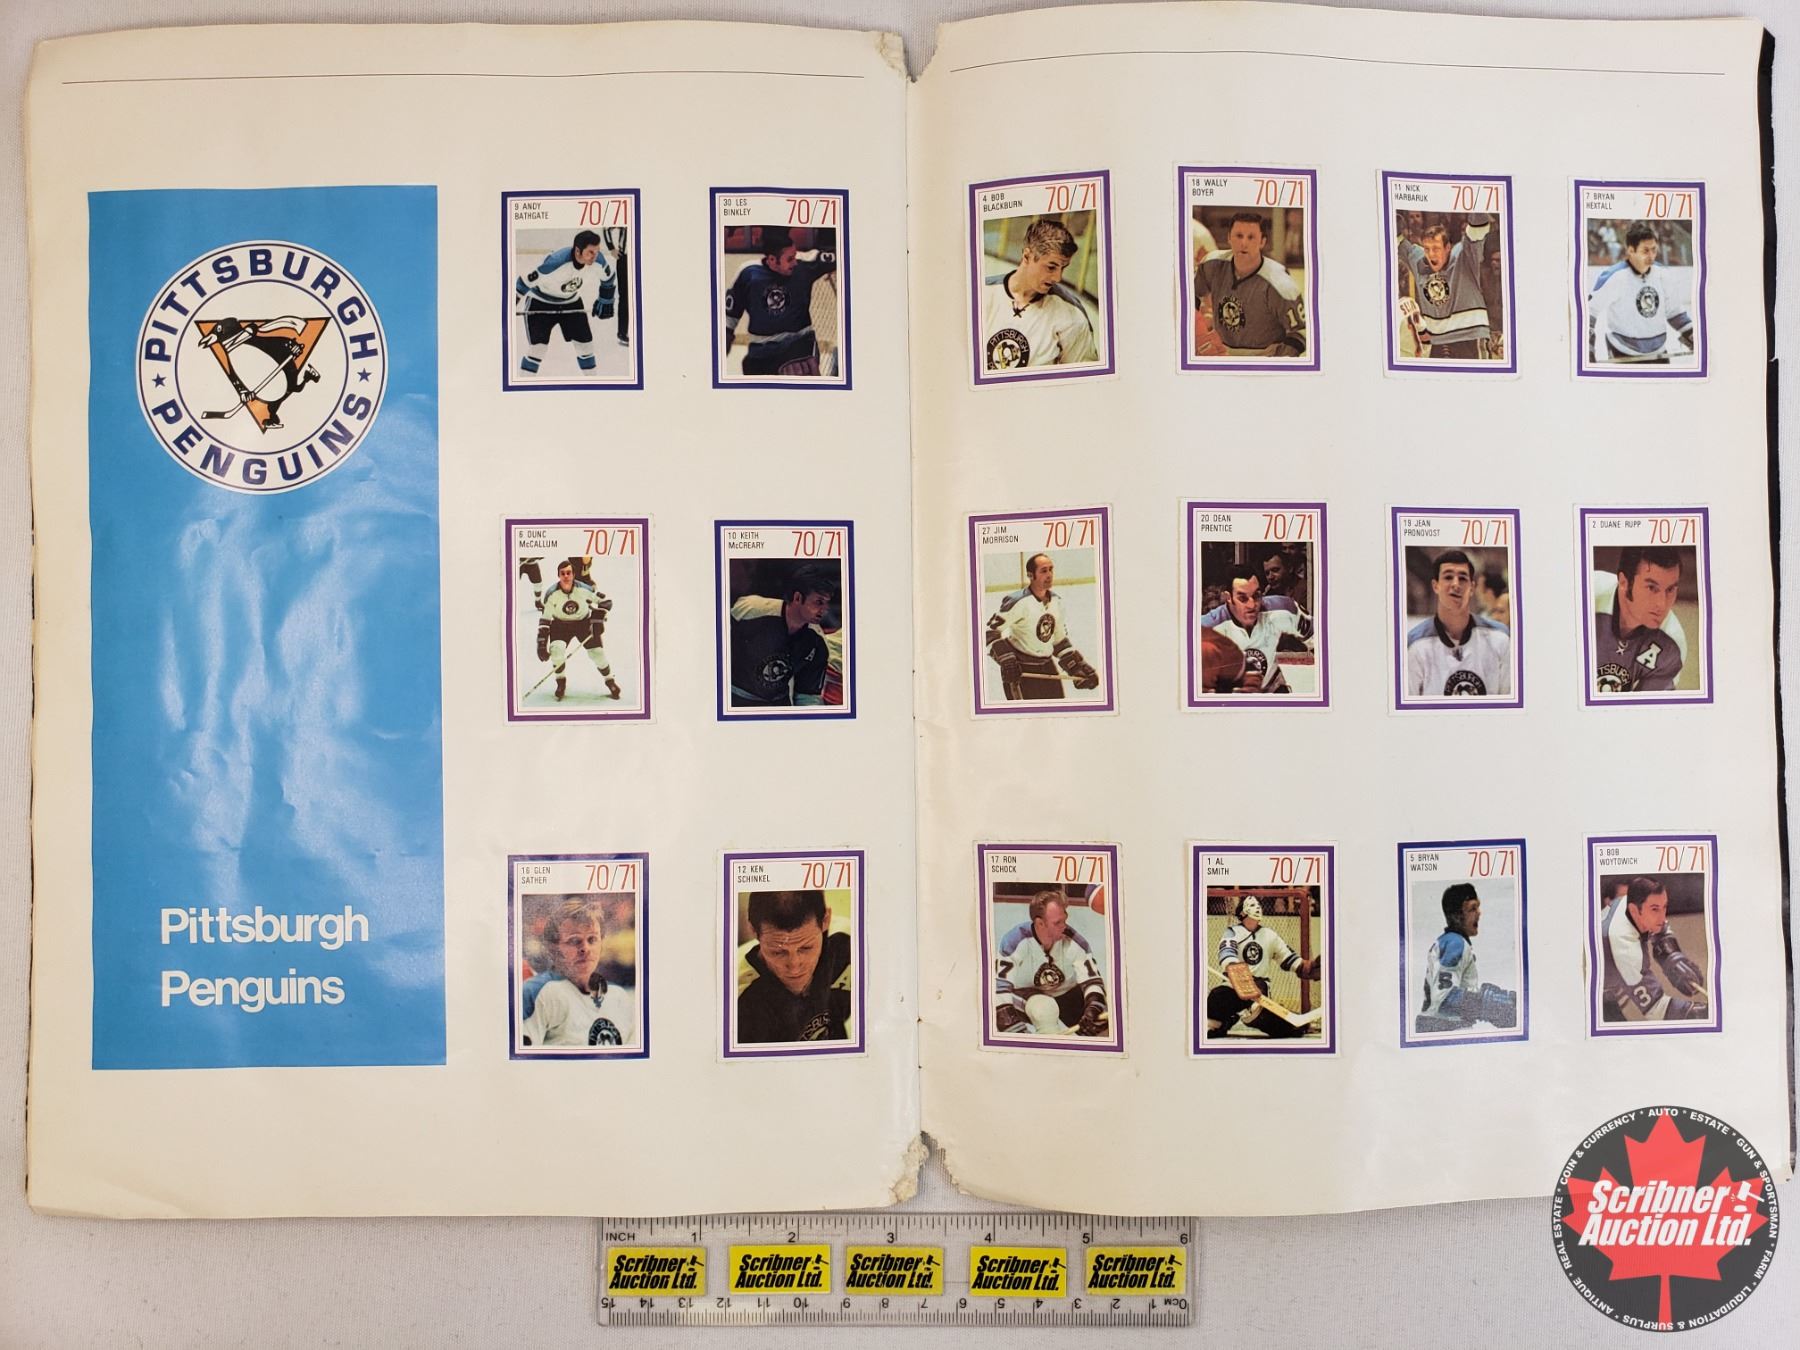 PITTSBURGH
PENGUINS
Pittsburgh
Penguins
9 ANDY
BATHGATE
70/71
30 LES
BINKLEY
70/71
6 DUNC
McCALLUM
70/71
10 KEITH
McCREARY
70/71
16 GLEN
SATHER
70/71
12 KEN
SCHINKEL
70/71
4 BOB
BLACKBURN
70/71
18 WALLY
BOYER
70/71
11 NICK
HARBARUK
70/71
7 BRYAN
HEXTALL
70/71
27 JIM
MORRISON
70/71
20 DEAN
PRENTICE
70/71
19 JEAN
PRONOVOST
70/71
2 DUANE RUPP
70/71
17 RON
SCHOCK
70/71
1 AL
SMITH
70/71
5 BRYAN
WATSON
70/71
3 BOB
WOYTOWICH
70/71
INCH 1 2 3 4 5 6
Scribner
Auction Ltd.
Scribner
Auction Ltd.
Scribner
Auction Ltd.
Scribner
Auction Ltd.
Scribner
Auction Ltd.
15 14 13 12 11 10 9 8 7 6 5 4 3 2 1 0CM
ANTIQUE * REAL ESTATE * COIN & CURRENCY * AUTO * ESTATE * GUN & SPORTSMAN * FARM * LIQUIDATION & SURPLUS *
Scribner
Auction Ltd.